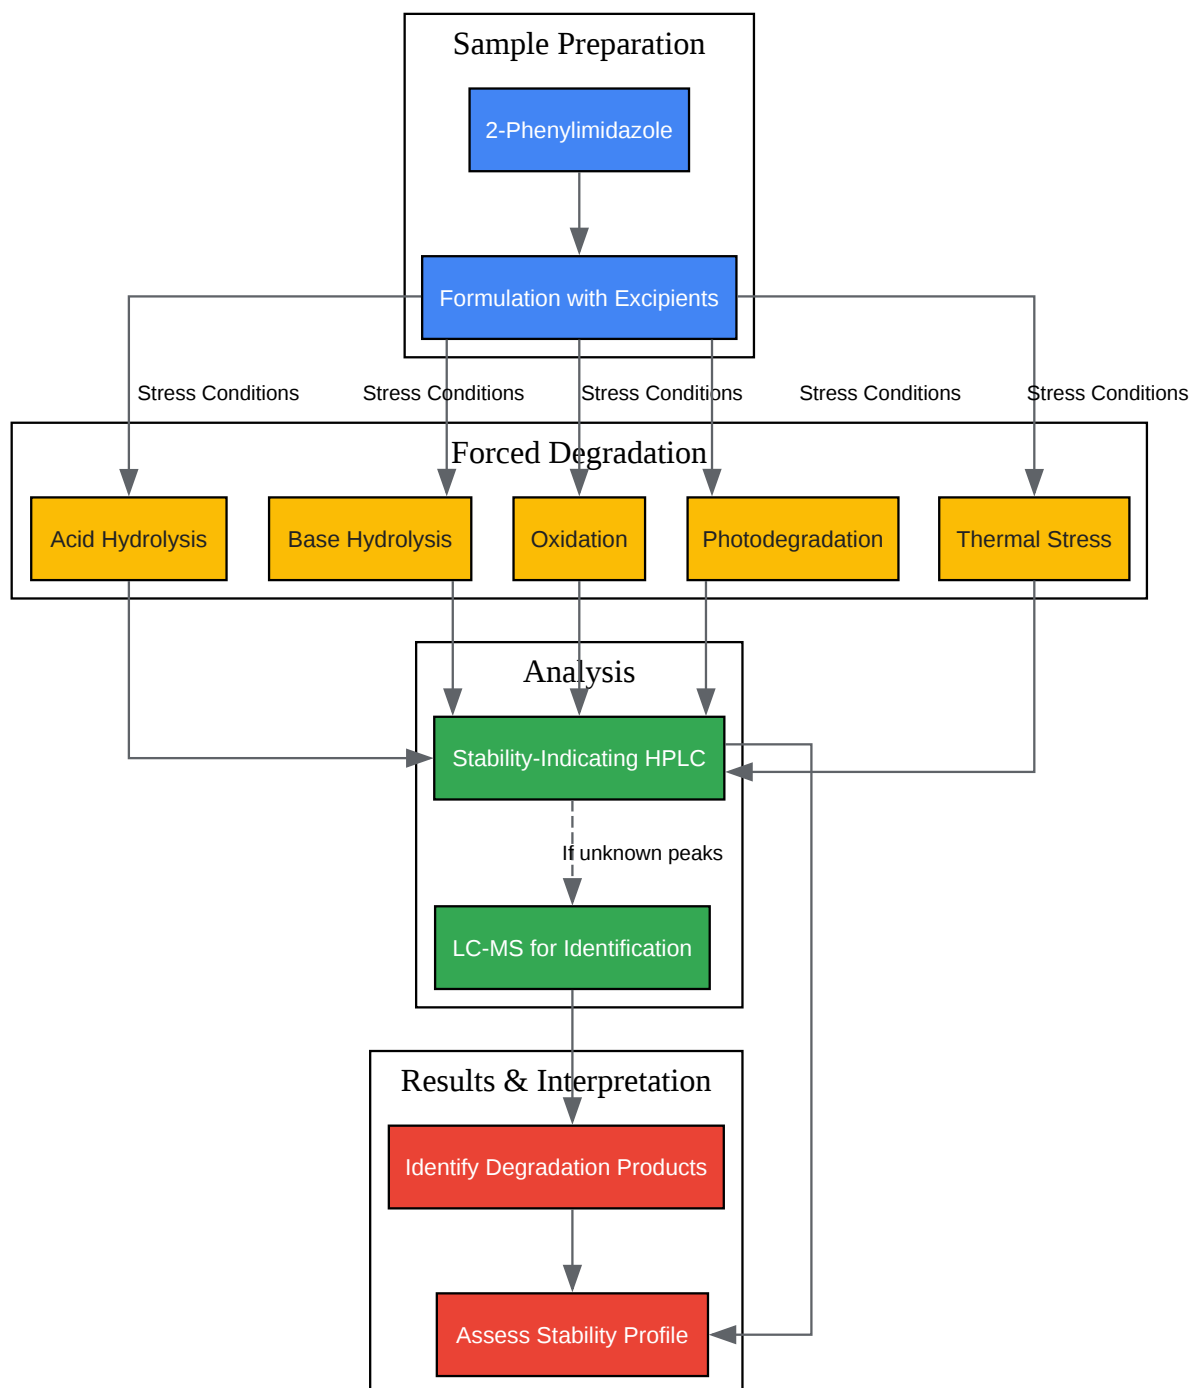 Sample Preparation
2-Phenylimidazole
Formulation with Excipients
Stress Conditions
Stress Conditions
Stress Conditions
Stress Conditions
Stress Conditions
Forced Degradation
Acid Hydrolysis
Base Hydrolysis
Oxidation
Photodegradation
Thermal Stress
Analysis
Stability-Indicating HPLC
If unknown peaks
LC-MS for Identification
Results & Interpretation
Identify Degradation Products
Assess Stability Profile